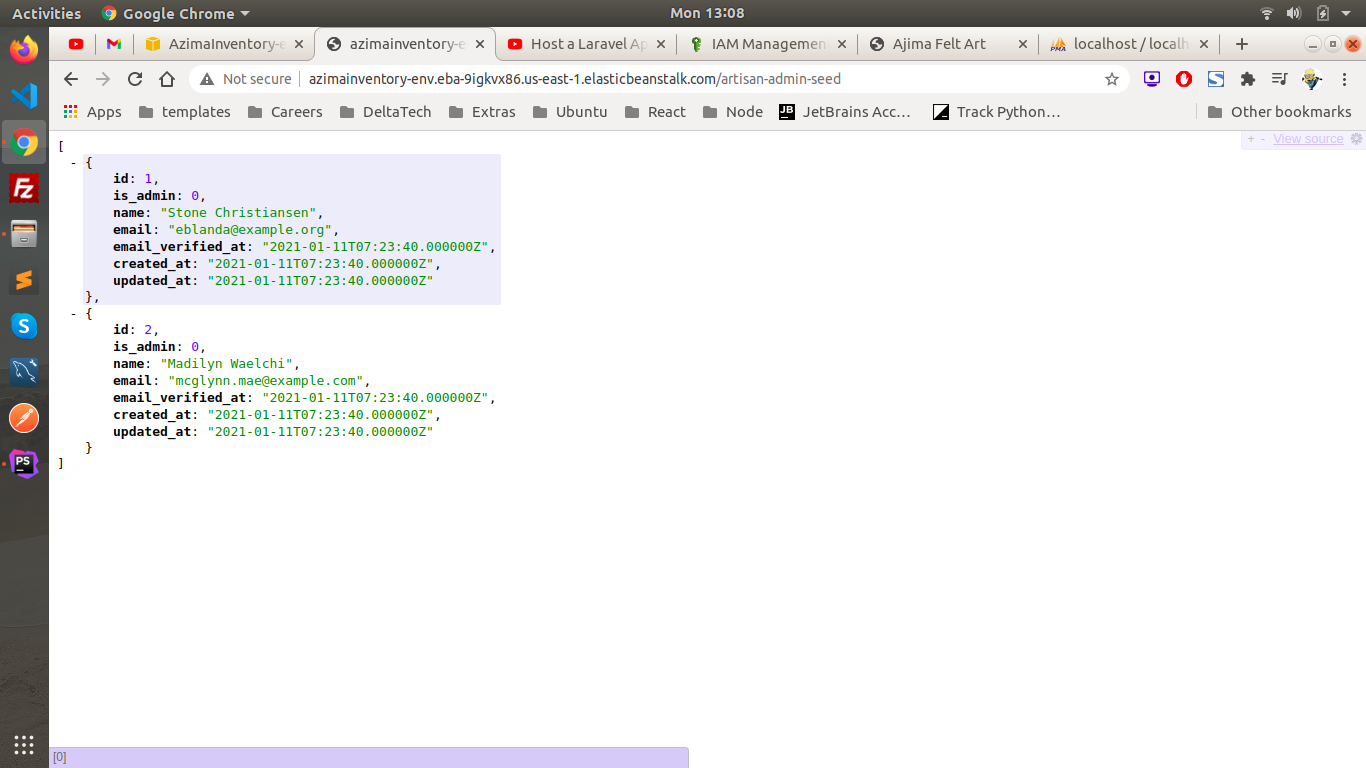 Activities Google Chrome Mon 13:08
AzimaInventory-e azimainventory-e Host a Laravel Ap IAM Managemen Ajima Felt Art localhost / localh
Not secure azimainventory-env.eba-9igkvx86.us-east-1.elasticbeanstalk.com/artisan-admin-seed
Apps templates Careers DeltaTech Extras Ubuntu React Node JetBrains Acc... Track Python... Other bookmarks
+ - View source
[
- {
id: 1,
is_admin: 0,
name: "Stone Christiansen",
email: "eblanda@example.org",
email_verified_at: "2021-01-11T07:23:40.000000Z",
created_at: "2021-01-11T07:23:40.000000Z",
updated_at: "2021-01-11T07:23:40.000000Z"
},
- {
id: 2,
is_admin: 0,
name: "Madilyn Waelchi",
email: "mcglynn.mae@example.com",
email_verified_at: "2021-01-11T07:23:40.000000Z",
created_at: "2021-01-11T07:23:40.000000Z",
updated_at: "2021-01-11T07:23:40.000000Z"
}
]
[0]